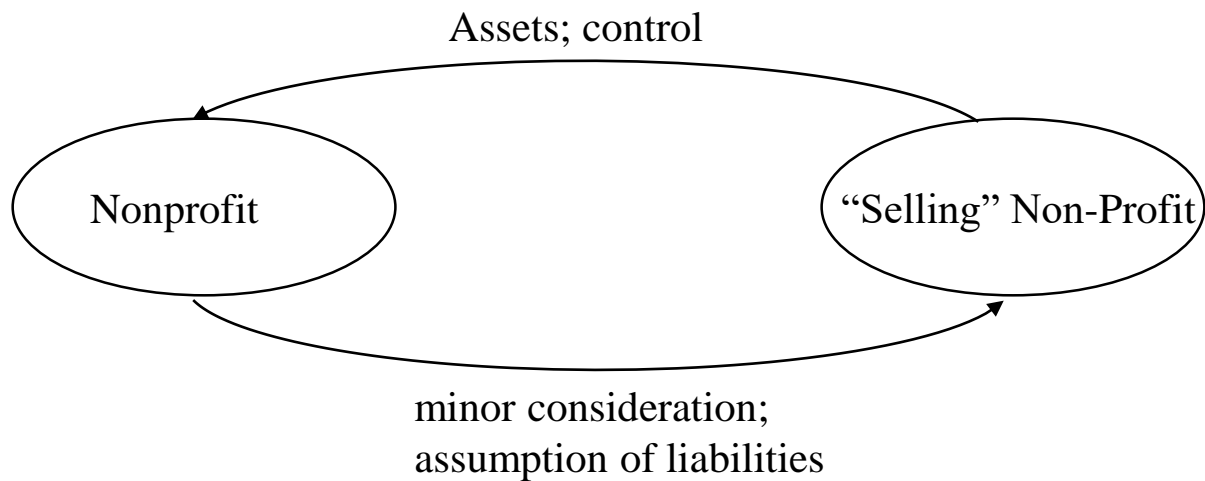 Assets; control
Nonprofit
“Selling” Non-Profit
minor consideration;
assumption of liabilities